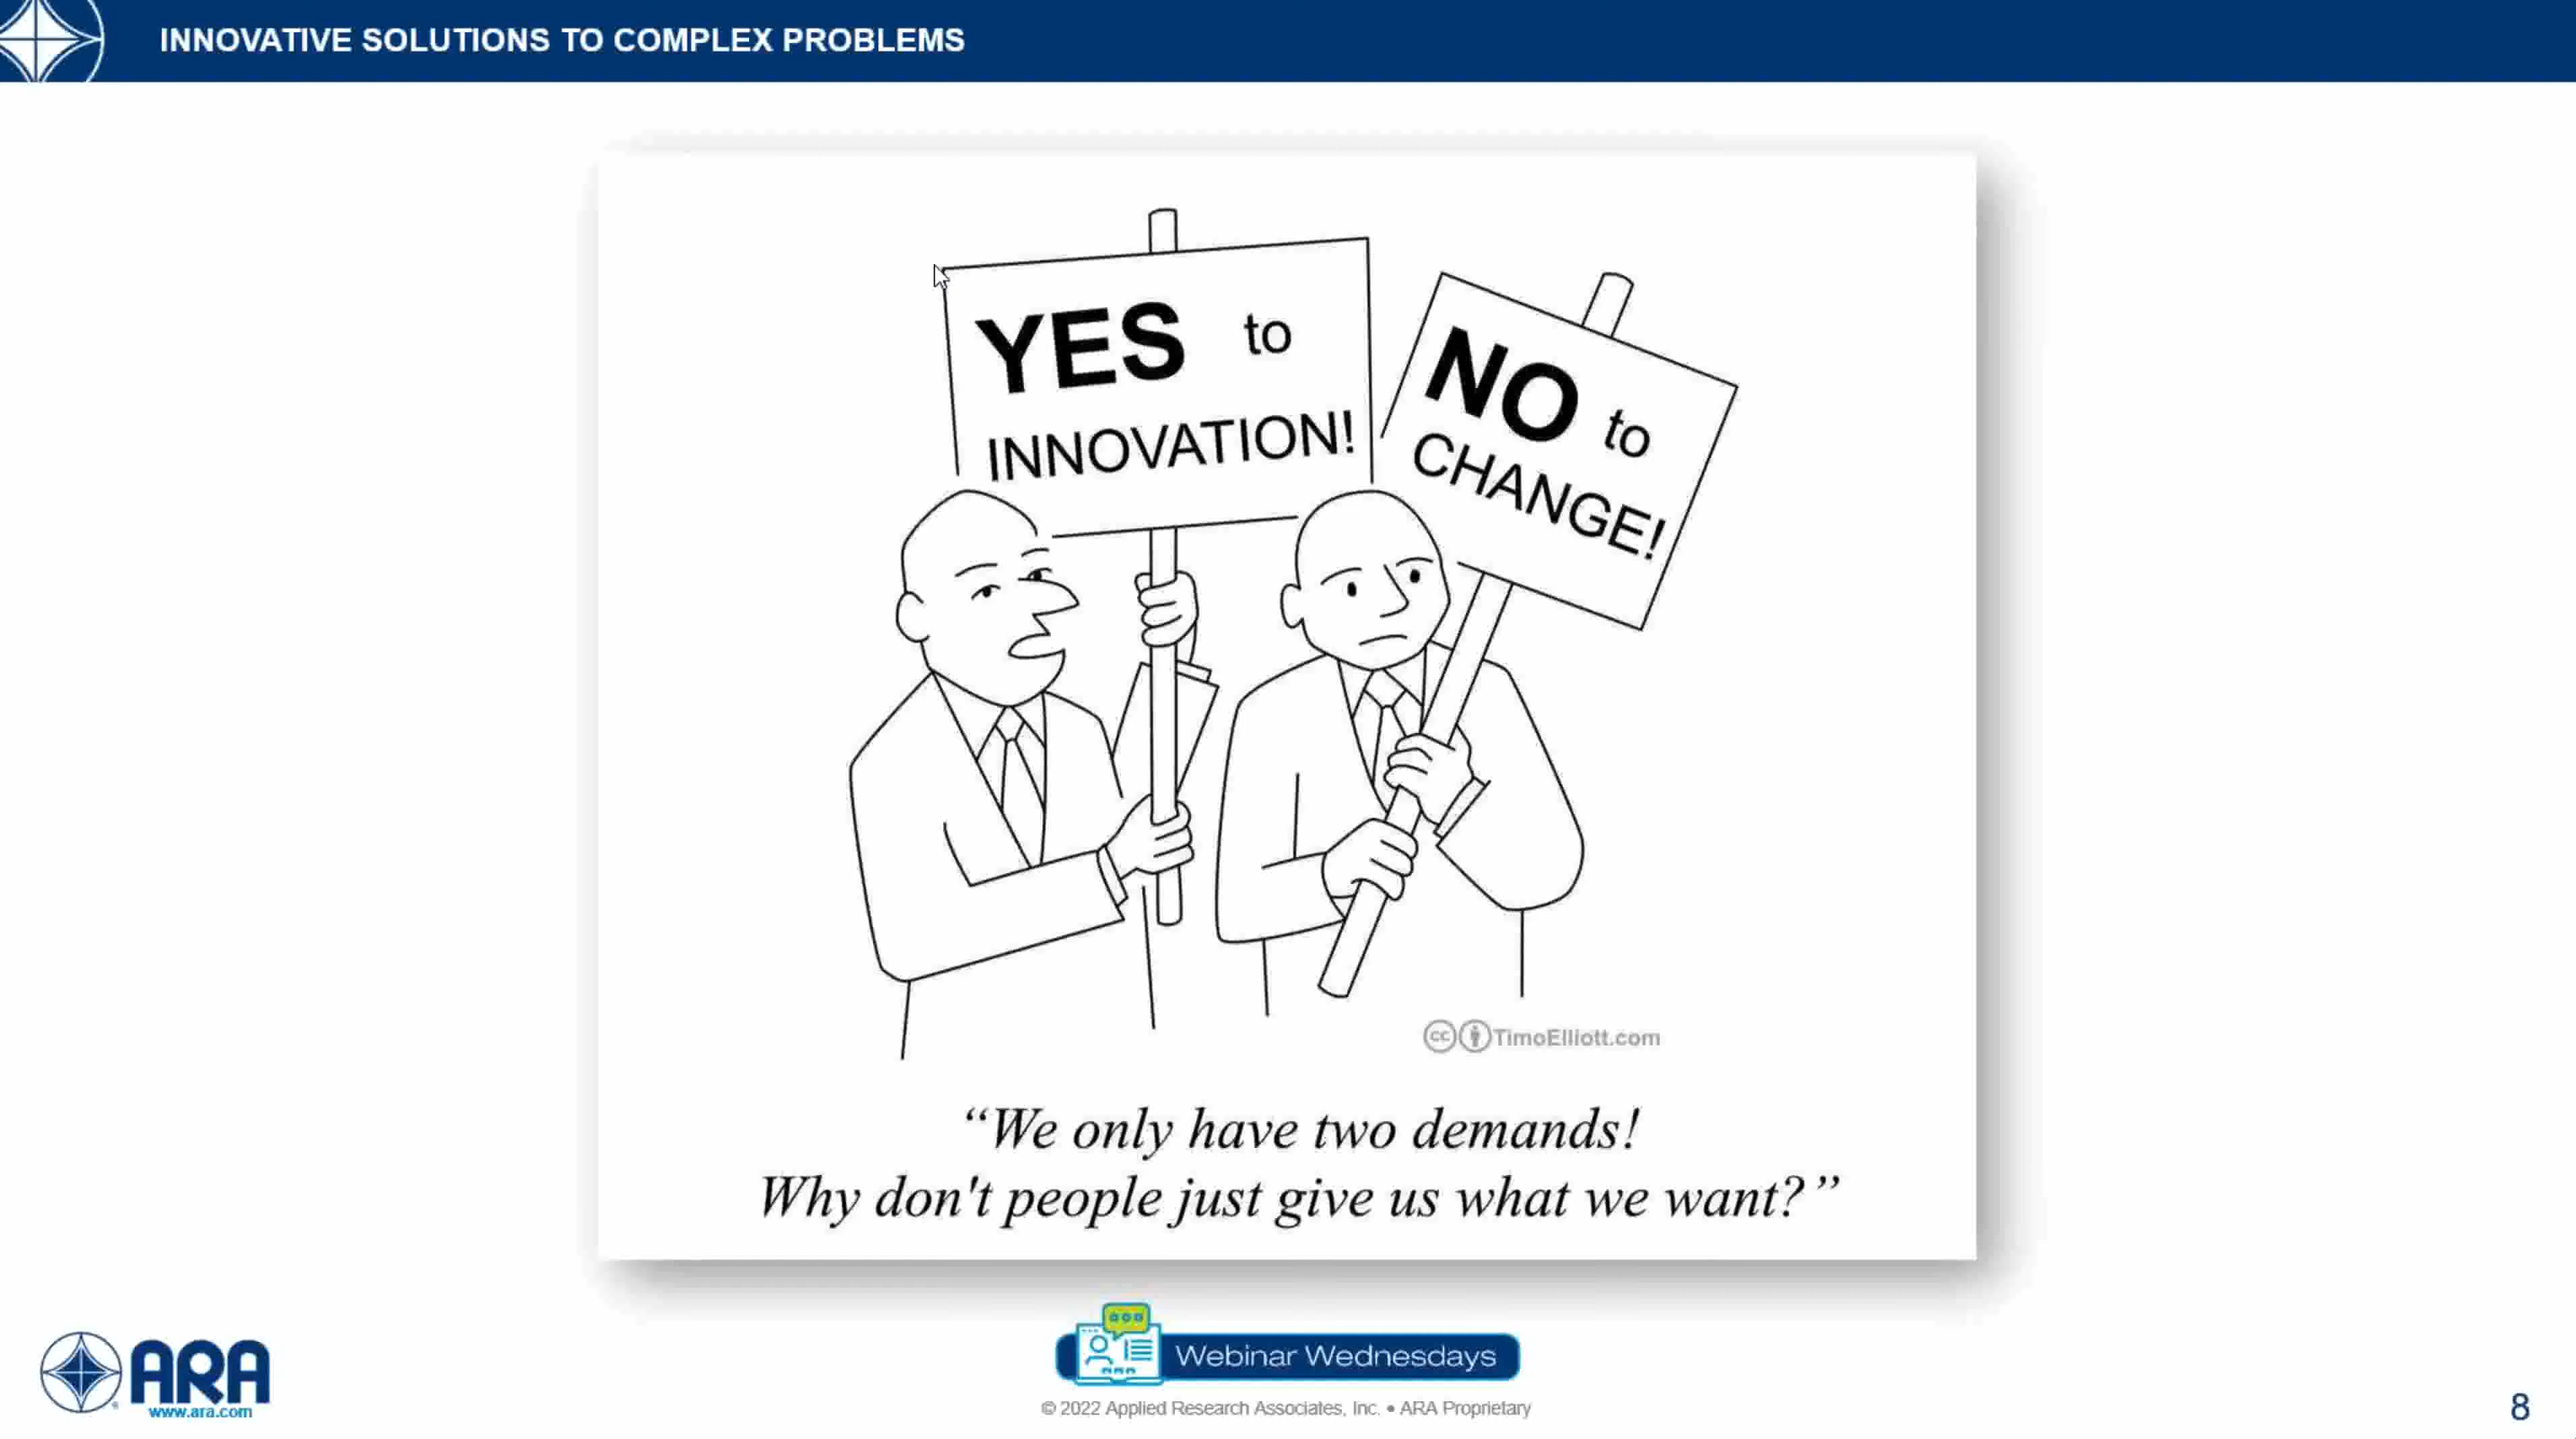 INNOVATIVE SOLUTIONS TO COMPLEX PROBLEMS
YES to
INNOVATION!
NO to
CHANGE!
cc TimoElliott.com
“We only have two demands!
Why don't people just give us what we want?”
ARA
www.ara.com
Webinar Wednesdays
© 2022 Applied Research Associates, Inc. • ARA Proprietary
8